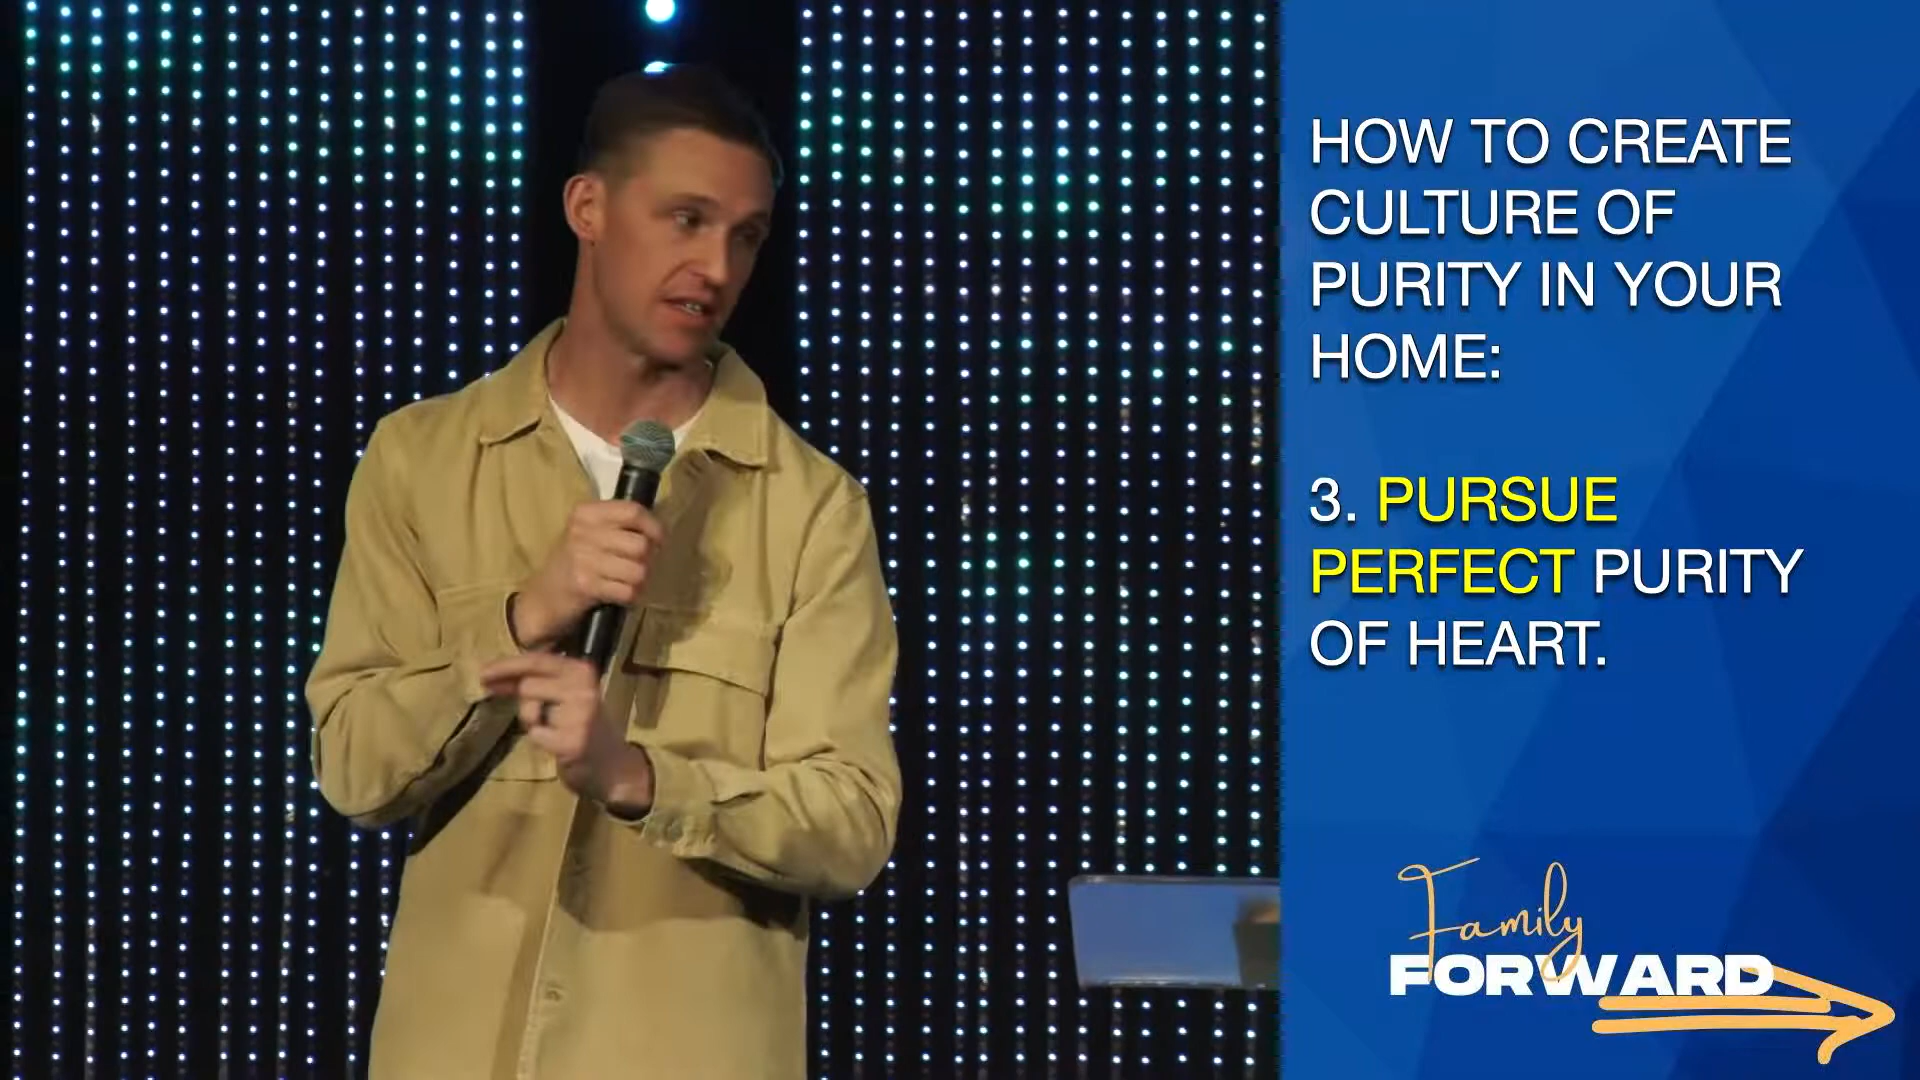 HOW TO CREATE
CULTURE OF
PURITY IN YOUR
HOME:
3. PURSUE
PERFECT PURITY
OF HEART.
Family
FORWARD